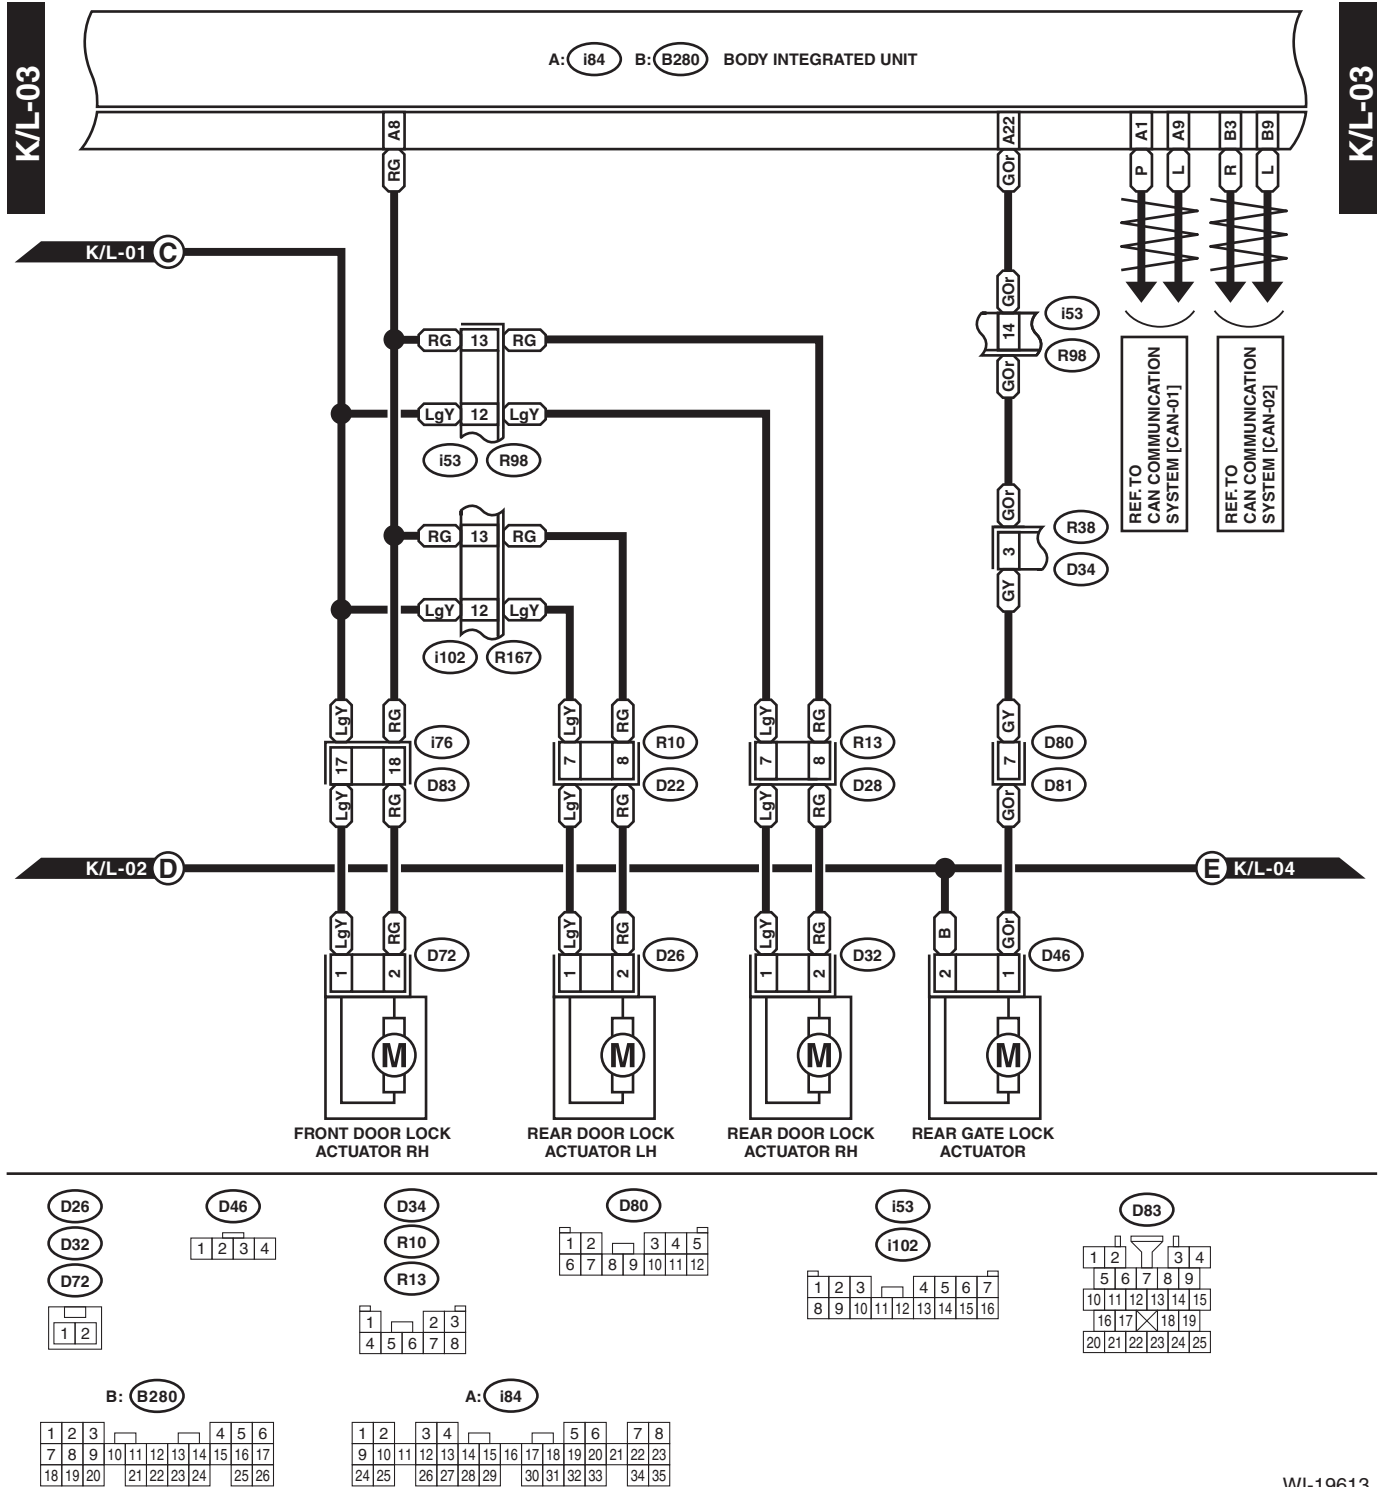 K/L-03
A: i84 B: B280 BODY INTEGRATED UNIT
K/L-03
A8 A22 A1 A9 B3 B9
RG GOr P L R L
K/L-01 C
GOr
14
i53
R98
GOr
RG 13 RG
LgY 12 LgY
i53 R98
REF.TO
CAN COMMUNICATION
SYSTEM [CAN-01]
REF.TO
CAN COMMUNICATION
SYSTEM [CAN-02]
GOr
3
R38
D34
GY
RG 13 RG
LgY 12 LgY
i102 R167
LgY RG LgY RG LgY RG GY
17 18 i76 7 8 R10 7 8 R13 7 D80
D83 D22 D28 D81
LgY RG LgY RG LgY RG GOr
K/L-02 D E K/L-04
LgY RG LgY RG LgY RG B GOr
1 2 D72 1 2 D26 1 2 D32 2 1 D46
M M M M
FRONT DOOR LOCK
ACTUATOR RH
REAR DOOR LOCK
ACTUATOR LH
REAR DOOR LOCK
ACTUATOR RH
REAR GATE LOCK
ACTUATOR
D26
D32
D72
1 2
D46
1 2 3 4
D34
R10
R13
1 2 3
4 5 6 7 8
D80
1 2 3 4 5
6 7 8 9 10 11 12
i53
i102
1 2 3 4 5 6 7
8 9 10 11 12 13 14 15 16
D83
1 2 3 4
5 6 7 8 9
10 11 12 13 14 15
16 17 18 19
20 21 22 23 24 25
B: B280
1 2 3 4 5 6
7 8 9 10 11 12 13 14 15 16 17
18 19 20 21 22 23 24 25 26
A: i84
1 2 3 4 5 6 7 8
9 10 11 12 13 14 15 16 17 18 19 20 21 22 23
24 25 26 27 28 29 30 31 32 33 34 35
WI-19613